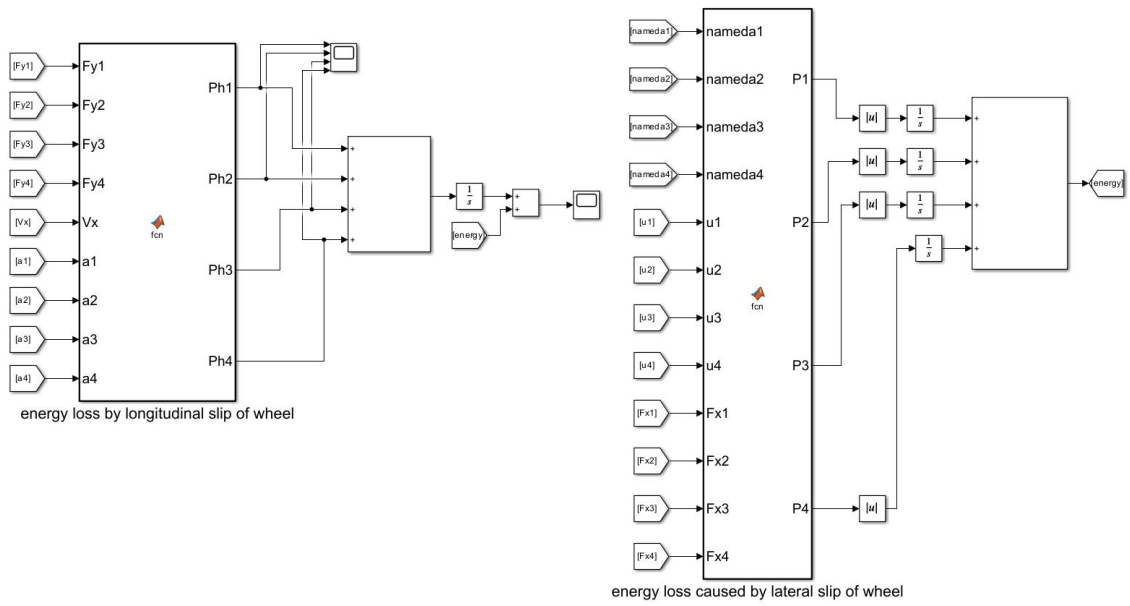 [Fy1]
[Fy2]
[Fy3]
[Fy4]
[Vx]
[a1]
[a2]
[a3]
[a4]
Fy1
Fy2
Fy3
Fy4
Vx
a1
a2
a3
a4
fcn
Ph1
Ph2
Ph3
Ph4
+
+
+
+
1
s
[energy]
+
+
energy loss by longitudinal slip of wheel
[nameda1]
[nameda2]
[nameda3]
[nameda4]
[u1]
[u2]
[u3]
[u4]
[Fx1]
[Fx2]
[Fx3]
[Fx4]
nameda1
nameda2
nameda3
nameda4
u1
u2
u3
u4
Fx1
Fx2
Fx3
Fx4
fcn
P1
P2
P3
P4
|u|
1
s
|u|
1
s
|u|
1
s
1
s
|u|
+
+
+
+
[energy]
energy loss caused by lateral slip of wheel